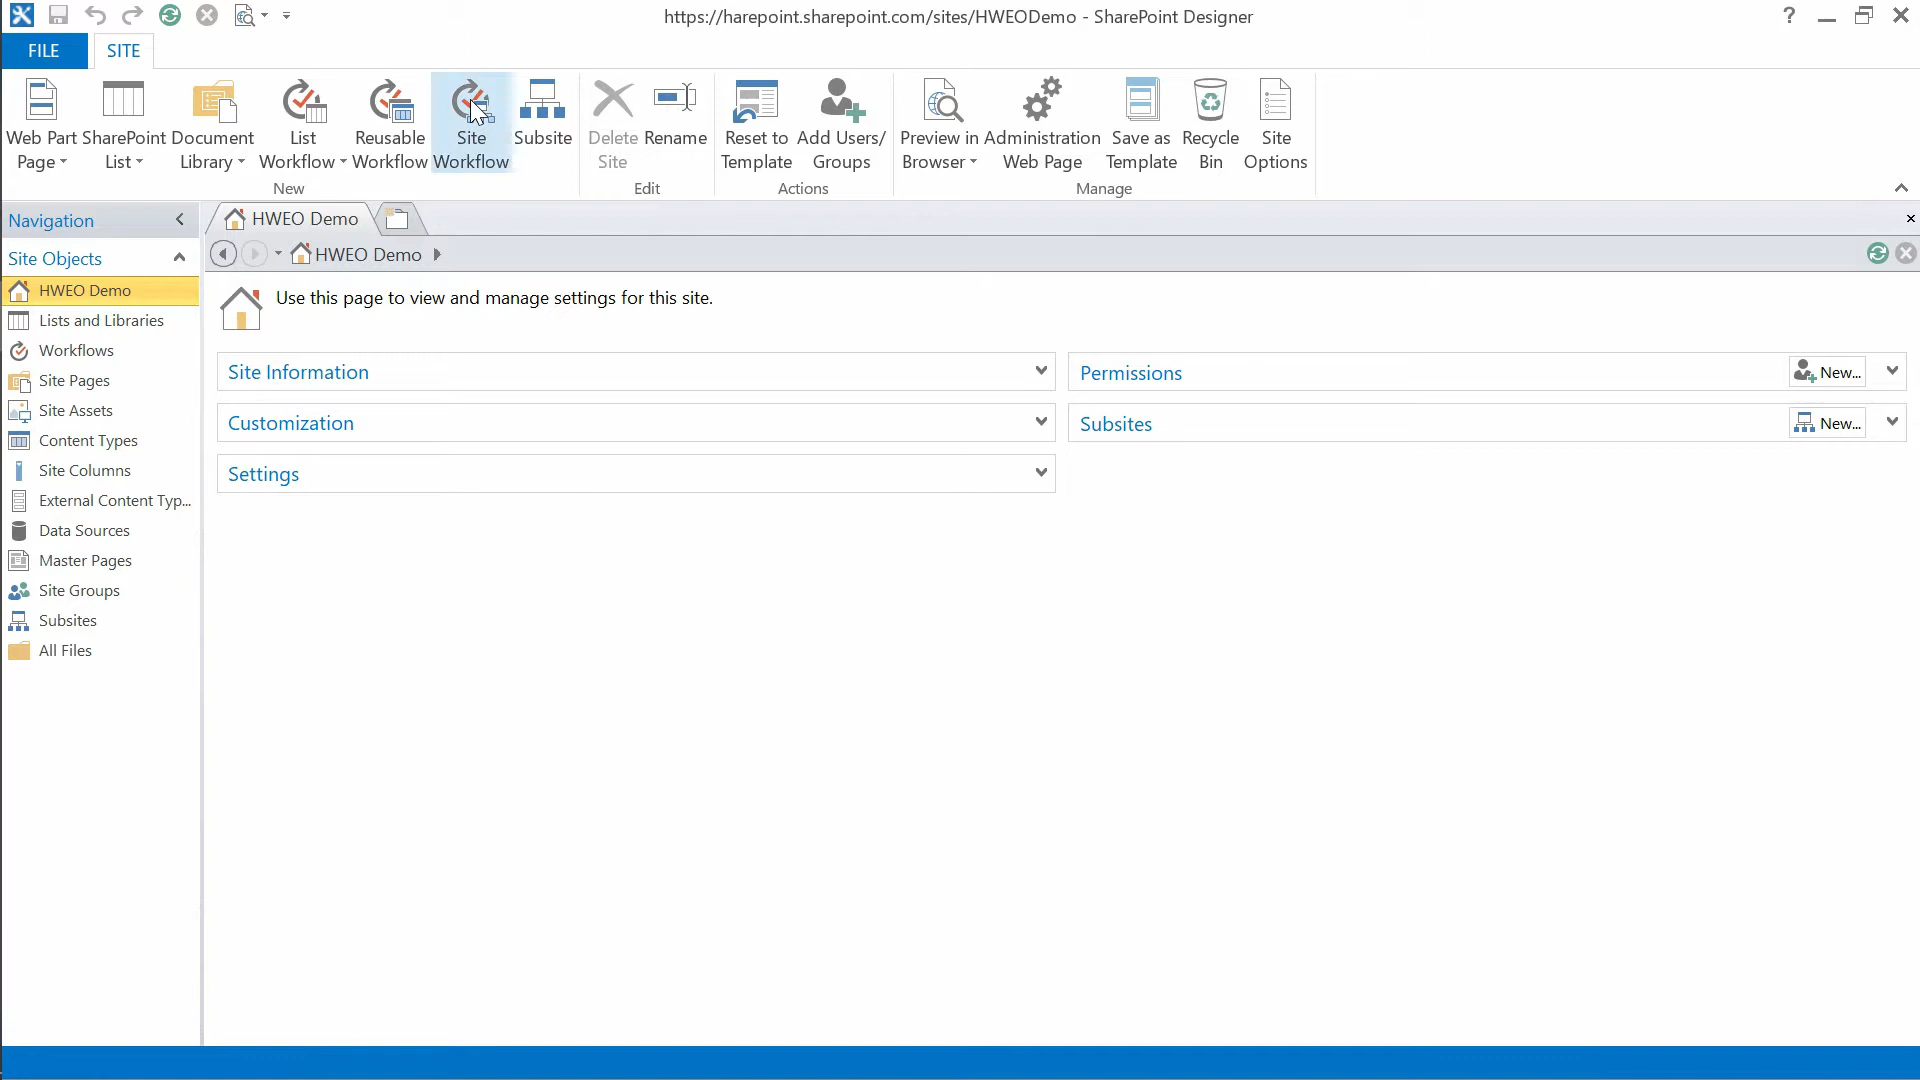 https://harepoint.sharepoint.com/sites/HWEODemo - SharePoint Designer
?
FILE
SITE
Web Part Page
SharePoint List
Document Library
List Workflow
Reusable Workflow
Site Workflow
Subsite
Delete Site
Rename
Reset to Template
Add Users/ Groups
Preview in Browser
Administration Web Page
Save as Template
Recycle Bin
Site Options
New
Edit
Actions
Manage
Navigation
HWEO Demo
Site Objects
HWEO Demo
HWEO Demo
Lists and Libraries
Workflows
Site Pages
Site Assets
Content Types
Site Columns
External Content Typ...
Data Sources
Master Pages
Site Groups
Subsites
All Files
Use this page to view and manage settings for this site.
Site Information
Customization
Settings
Permissions
New...
Subsites
New...